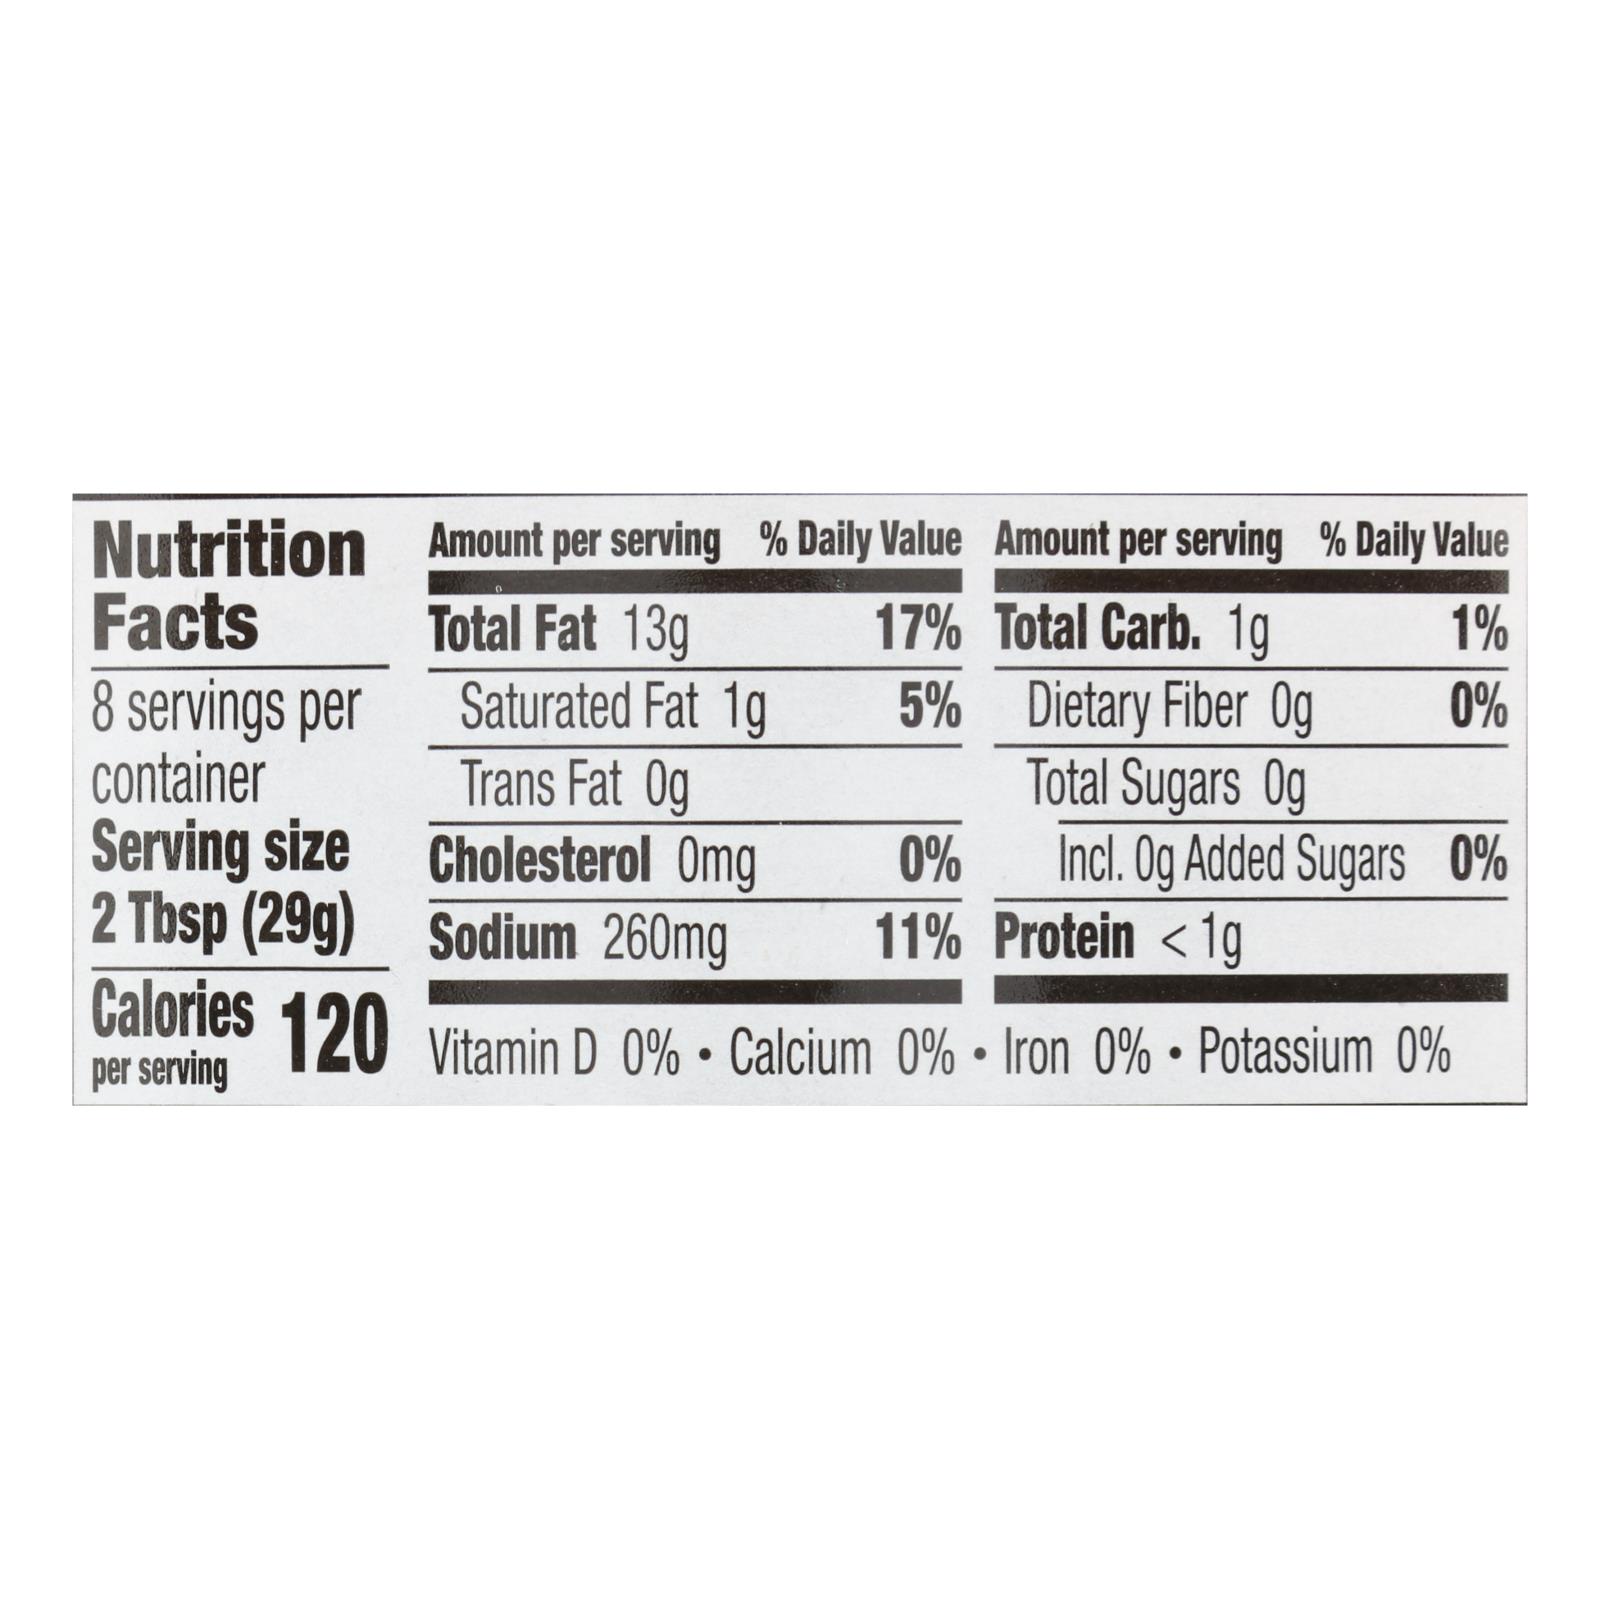 Nutrition
Facts
8 servings per
container
Serving size
2 Tbsp (29g)
Calories 120
per serving
Amount per serving % Daily Value
Total Fat 13g 17%
Saturated Fat 1g 5%
Trans Fat 0g
Cholesterol 0mg 0%
Sodium 260mg 11%
Amount per serving % Daily Value
Total Carb. 1g 1%
Dietary Fiber 0g 0%
Total Sugars 0g
Incl. 0g Added Sugars 0%
Protein < 1g
Vitamin D 0% • Calcium 0% • Iron 0% • Potassium 0%